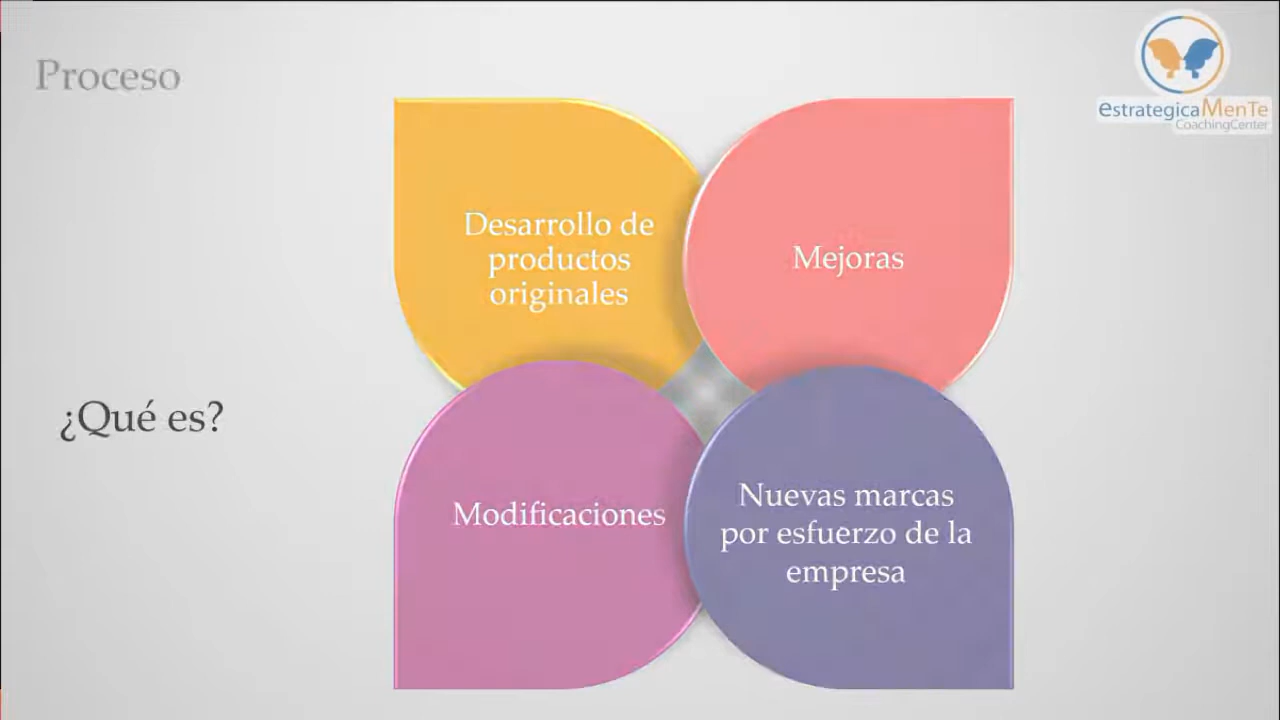 Proceso
estrategicaMenTe
CoachingCenter
Desarrollo de
productos
originales
Mejoras
¿Qué es?
Modificaciones
Nuevas marcas
por esfuerzo de la
empresa